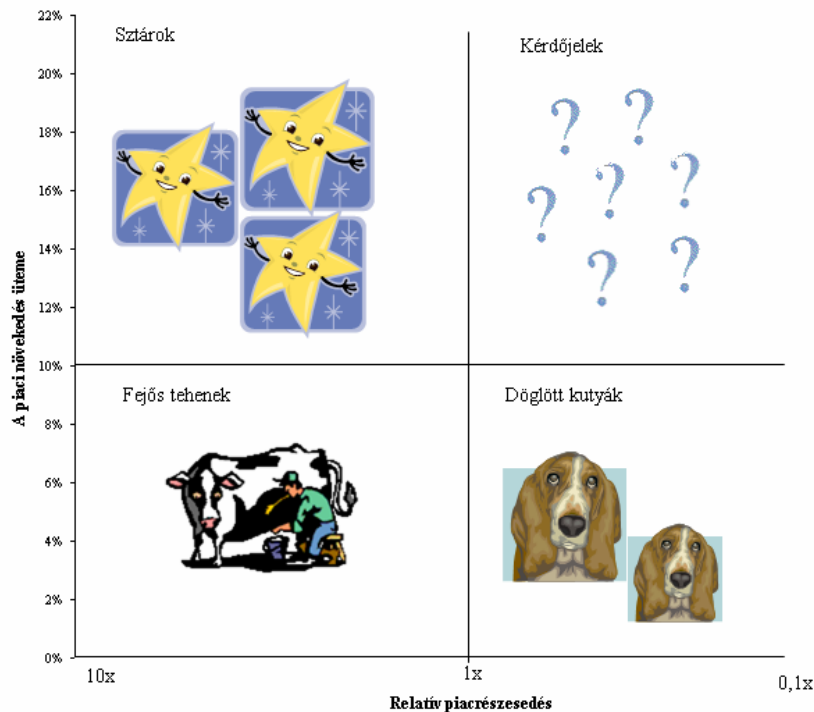 22%
Sztárok
Kérdőjelek
20%
18%
16%
14%
12%
A piaci növekedés üteme
10%
Fejős tehenek
Döglött kutyák
8%
6%
4%
2%
0%
10x
1x
0,1x
Relatív piacrészesedés